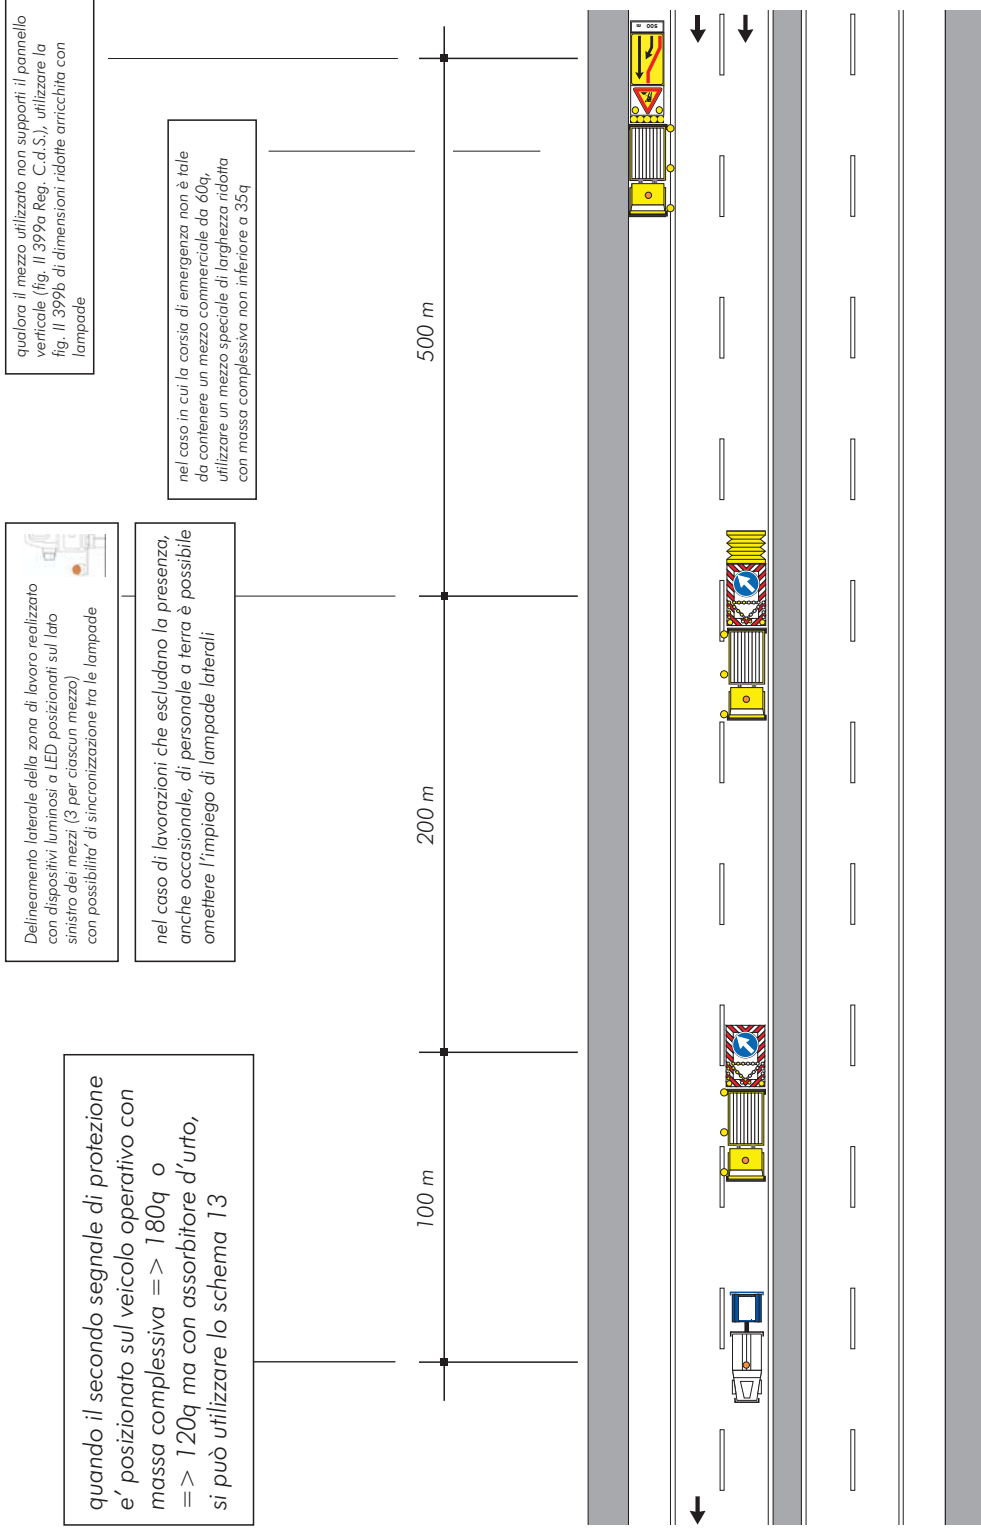 qualora il mezzo utilizzato non supporti il pannello
verticale (fig. II 399a Reg. C.d.S.), utilizzare la
fig. II 399b di dimensioni ridotte arricchita con
lampade
nel caso in cui la corsia di emergenza non è tale
da contenere un mezzo commerciale da 60q,
utilizzare un mezzo speciale di larghezza ridotta
con massa complessiva non inferiore a 35q
Delineamento laterale della zona di lavoro realizzato
con dispositivi luminosi a LED posizionati sul lato
sinistro dei mezzi (3 per ciascun mezzo)
con possibilita' di sincronizzazione tra le lampade
nel caso di lavorazioni che escludano la presenza,
anche occasionale, di personale a terra è possibile
omettere l'impiego di lampade laterali
quando il secondo segnale di protezione
e' posizionato sul veicolo operativo con
massa complessiva => 180q o
=> 120q ma con assorbitore d'urto,
si può utilizzare lo schema 13
500 m
200 m
100 m
500 m